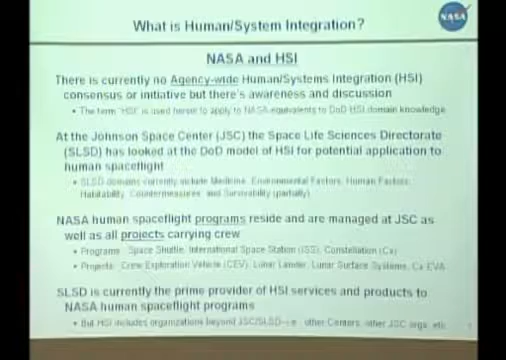 What is Human/System Integration?
NASA
NASA and HSI
There is currently no Agency-wide Human/Systems Integration (HSI)
consensus or initiative but there's awareness and discussion
• The term "HSI" is used herein to apply to NASA equivalents to DoD HSI domain knowledge
At the Johnson Space Center (JSC) the Space Life Sciences Directorate
(SLSD) has looked at the DoD model of HSI for potential application to
human spaceflight
• SLSD domains currently include Medicine, Environmental Factors, Human Factors,
Habitability, Countermeasures, and Survivability (partially)
NASA human spaceflight programs reside and are managed at JSC as
well as all projects carrying crew
• Programs: Space Shuttle, International Space Station (ISS), Constellation (Cx)
• Projects: Crew Exploration Vehicle (CEV), Lunar Lander, Lunar Surface Systems, Cx EVA
SLSD is currently the prime provider of HSI services and products to
NASA human spaceflight programs
• But HSI includes organizations beyond JSC/SLSD—i.e. other Centers, other JSC orgs, etc.